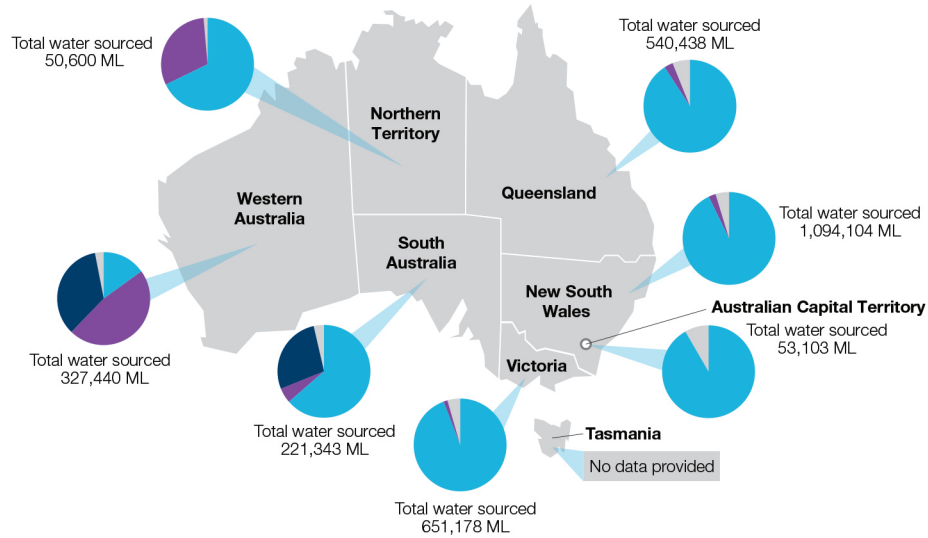 Total water sourced
50,600 ML
Total water sourced
540,438 ML
Northern
Territory
Queensland
Western
Australia
Total water sourced
1,094,104 ML
South
Australia
New South
Wales
Australian Capital Territory
Total water sourced
53,103 ML
Total water sourced
327,440 ML
Victoria
Total water sourced
221,343 ML
Tasmania
No data provided
Total water sourced
651,178 ML